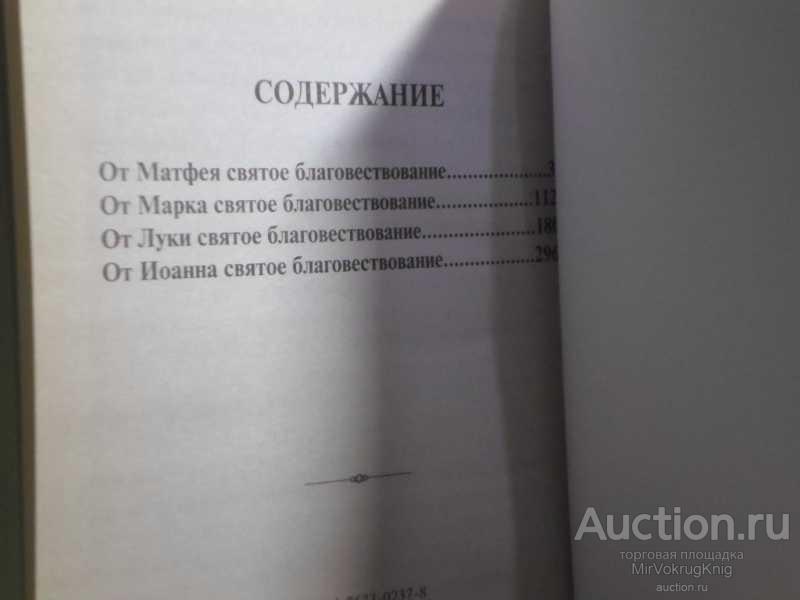 СОДЕРЖАНИЕ
От Матфея святое благовествование....................3
От Марка святое благовествование..................112
От Луки святое благовествование.....................
От Иоанна святое благовествование.................296
Auction.ru
торговая площадка
MirVokrugKnig
auction.ru